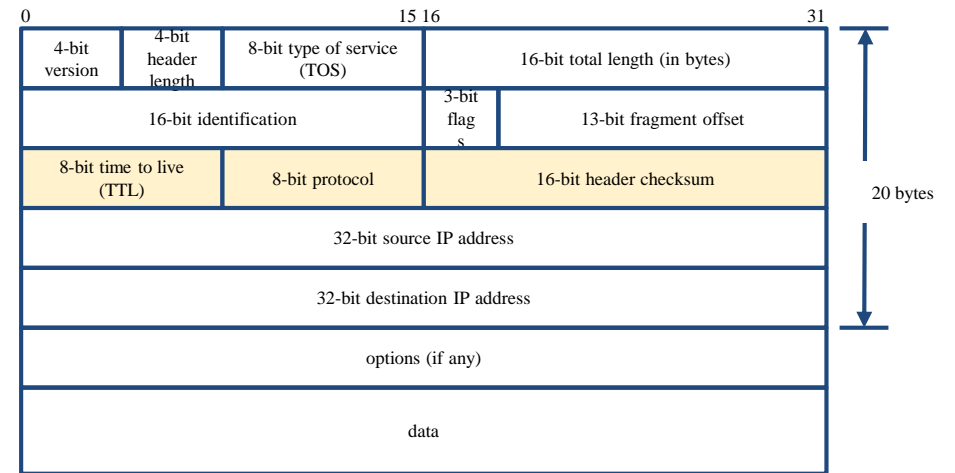 0 15 16 31
4-bit
version
4-bit
header
length
8-bit type of service
(TOS)
16-bit total length (in bytes)
16-bit identification
3-bit
flag
s
13-bit fragment offset
8-bit time to live
(TTL)
8-bit protocol
16-bit header checksum
20 bytes
32-bit source IP address
32-bit destination IP address
options (if any)
data